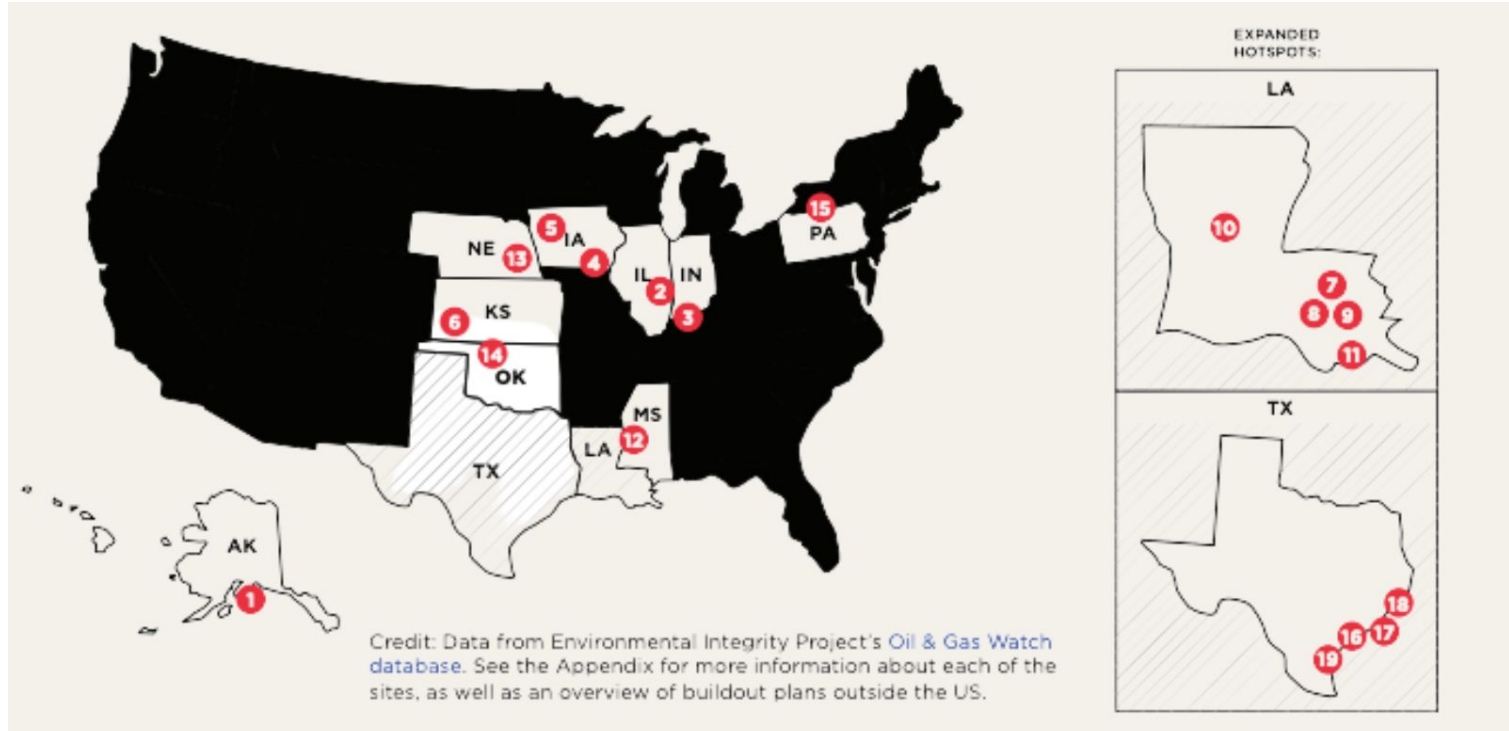 EXPANDED
HOTSPOTS:
LA
10
7
8 9
11
TX
18
16 17
19
15
PA
5
IA
NE
13
4
IL
IN
2
3
KS
6
14
OK
MS
12
LA
TX
AK
1
Credit: Data from Environmental Integrity Project's Oil & Gas Watch
database. See the Appendix for more information about each of the
sites, as well as an overview of buildout plans outside the US.